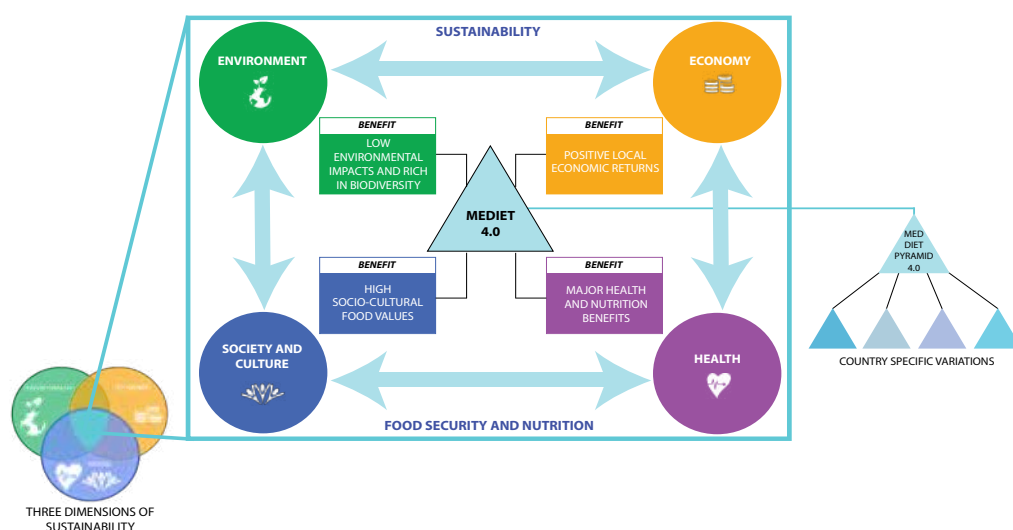 SUSTAINABILITY
ENVIRONMENT
ECONOMY
BENEFIT
LOW
ENVIRONMENTAL
IMPACTS AND RICH
IN BIODIVERSITY
BENEFIT
POSITIVE LOCAL
ECONOMIC RETURNS
MEDIET
4.0
BENEFIT
HIGH
SOCIO-CULTURAL
FOOD VALUES
BENEFIT
MAJOR HEALTH
AND NUTRITION
BENEFITS
SOCIETY AND
CULTURE
HEALTH
FOOD SECURITY AND NUTRITION
MED
DIET
PYRAMID
4.0
COUNTRY SPECIFIC VARIATIONS
THREE DIMENSIONS OF
SUSTAINABILITY